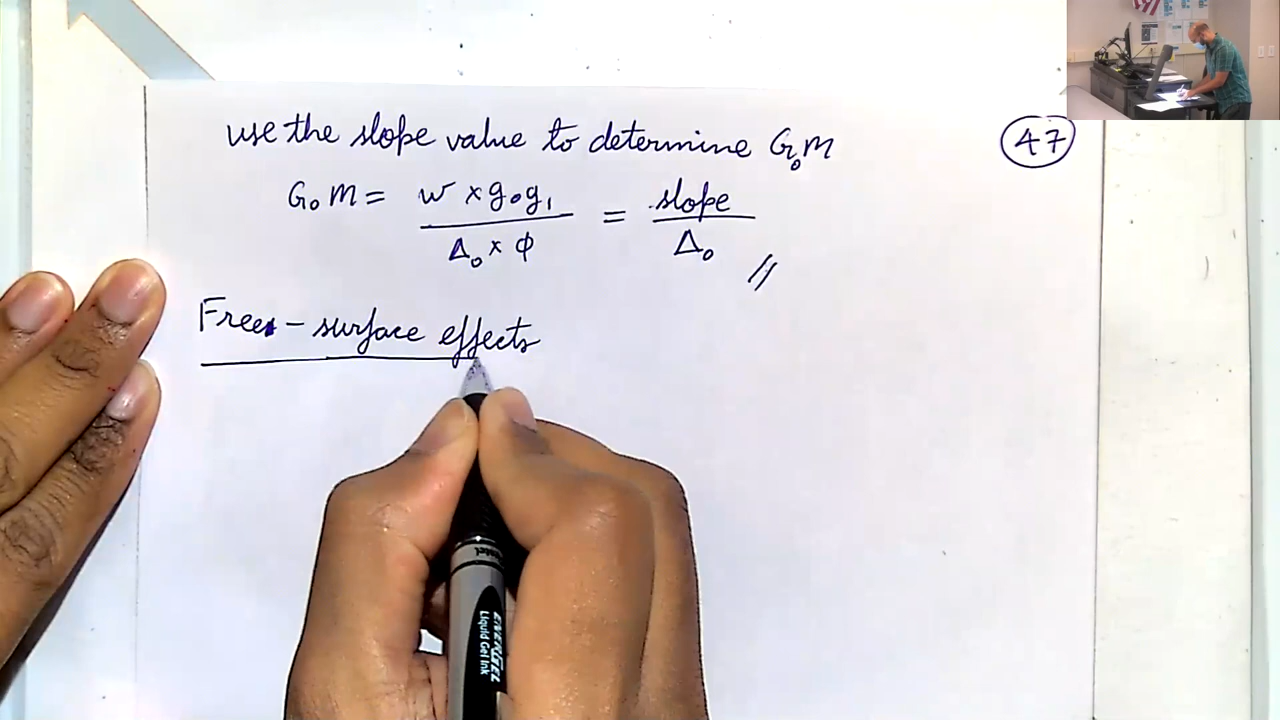 use the slope value to determine G₀M
47
G₀M = w × g₀g₁ / Δ₀ × φ = slope / Δ₀ //
Free - surface effects
ENERGEL
Liquid Gel Ink